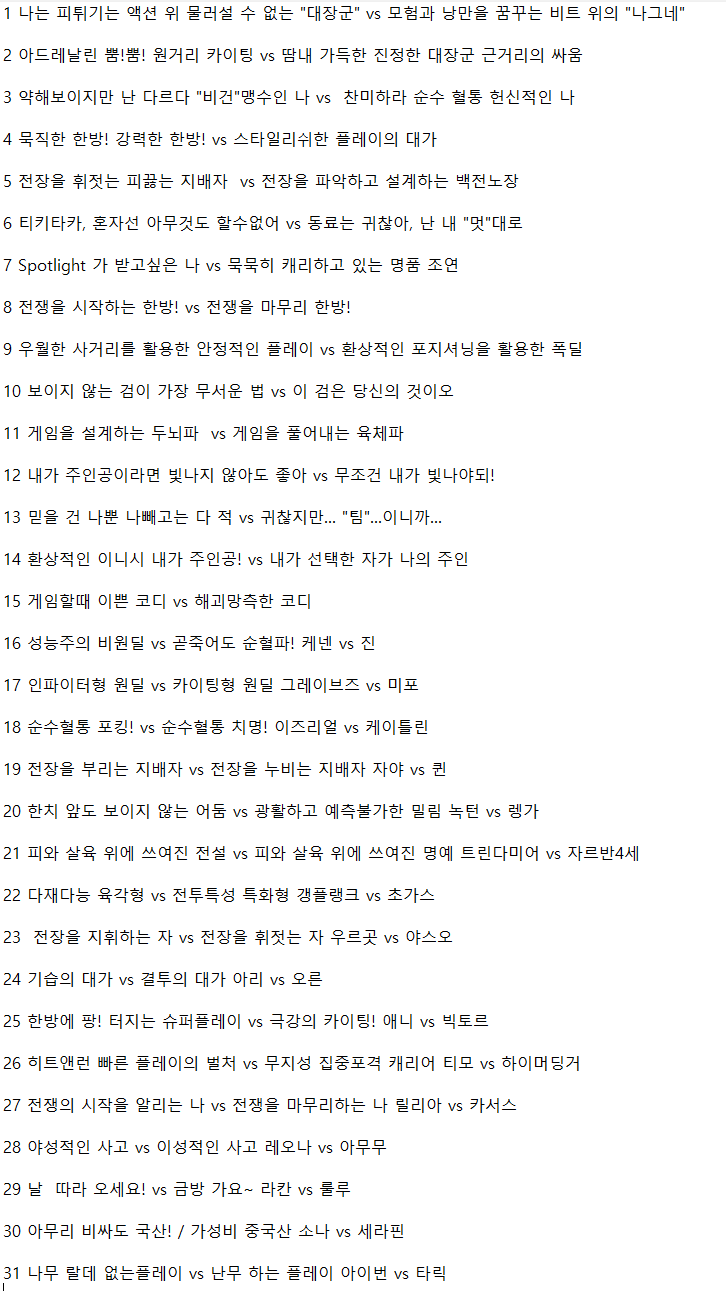 1 나는 피튀기는 액션 위 물러설 수 없는 "대장군" vs 모험과 낭만을 꿈꾸는 비트 위의 "나그네"
2 아드레날린 뿜!뿜! 원거리 카이팅 vs 땀내 가득한 진정한 대장군 근거리의 싸움
3 약해보이지만 난 다르다 "비건"맹수인 나 vs 찬미하라 순수 혈통 헌신적인 나
4 묵직한 한방! 강력한 한방! vs 스타일리쉬한 플레이의 대가
5 전장을 휘젓는 피끓는 지배자 vs 전장을 파악하고 설계하는 백전노장
6 티키타카, 혼자선 아무것도 할수없어 vs 동료는 귀찮아, 난 내 "멋"대로
7 Spotlight 가 받고싶은 나 vs 묵묵히 캐리하고 있는 명품 조연
8 전쟁을 시작하는 한방! vs 전쟁을 마무리 한방!
9 우월한 사거리를 활용한 안정적인 플레이 vs 환상적인 포지셔닝을 활용한 폭딜
10 보이지 않는 검이 가장 무서운 법 vs 이 검은 당신의 것이오
11 게임을 설계하는 두뇌파 vs 게임을 풀어내는 육체파
12 내가 주인공이라면 빛나지 않아도 좋아 vs 무조건 내가 빛나야되!
13 믿을 건 나뿐 나빼고는 다 적 vs 귀찮지만... "팀"...이니까...
14 환상적인 이니시 내가 주인공! vs 내가 선택한 자가 나의 주인
15 게임할때 이쁜 코디 vs 해괴망측한 코디
16 성능주의 비원딜 vs 곧죽어도 순혈파! 케넨 vs 진
17 인파이터형 원딜 vs 카이팅형 원딜 그레이브즈 vs 미포
18 순수혈통 포킹! vs 순수혈통 치명! 이즈리얼 vs 케이틀린
19 전장을 부리는 지배자 vs 전장을 누비는 지배자 자야 vs 퀸
20 한치 앞도 보이지 않는 어둠 vs 광활하고 예측불가한 밀림 녹턴 vs 렝가
21 피와 살육 위에 쓰여진 전설 vs 피와 살육 위에 쓰여진 명예 트린다미어 vs 자르반4세
22 다재다능 육각형 vs 전투특성 특화형 갱플랭크 vs 초가스
23 전장을 지휘하는 자 vs 전장을 휘젓는 자 우르곳 vs 야스오
24 기습의 대가 vs 결투의 대가 아리 vs 오른
25 한방에 팡! 터지는 슈퍼플레이 vs 극강의 카이팅! 애니 vs 빅토르
26 히트앤런 빠른 플레이의 벌처 vs 무지성 집중포격 캐리어 티모 vs 하이머딩거
27 전쟁의 시작을 알리는 나 vs 전쟁을 마무리하는 나 릴리아 vs 카서스
28 야성적인 사고 vs 이성적인 사고 레오나 vs 아무무
29 날 따라 오세요! vs 금방 가요~ 라칸 vs 룰루
30 아무리 비싸도 국산! / 가성비 중국산 소나 vs 세라핀
31 나무 랄데 없는플레이 vs 난무 하는 플레이 아이번 vs 타릭